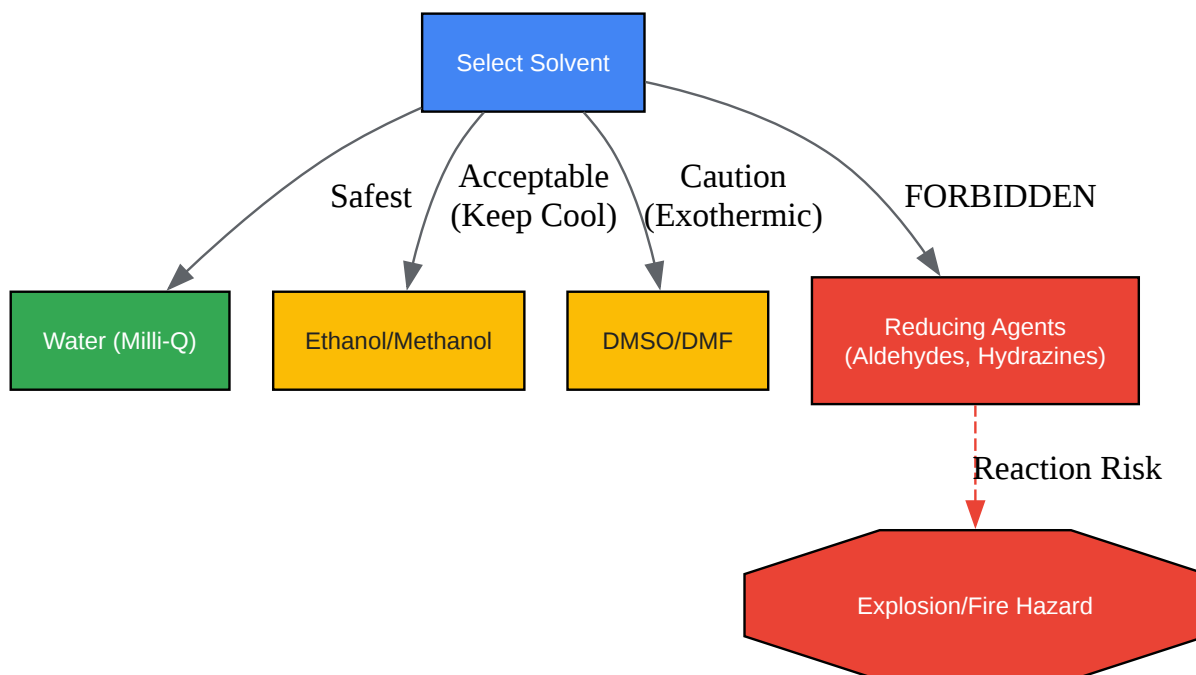 Select Solvent
Safest
Acceptable
(Keep Cool)
Caution
(Exothermic)
FORBIDDEN
Water (Milli-Q)
Ethanol/Methanol
DMSO/DMF
Reducing Agents
(Aldehydes, Hydrazines)
Reaction Risk
Explosion/Fire Hazard